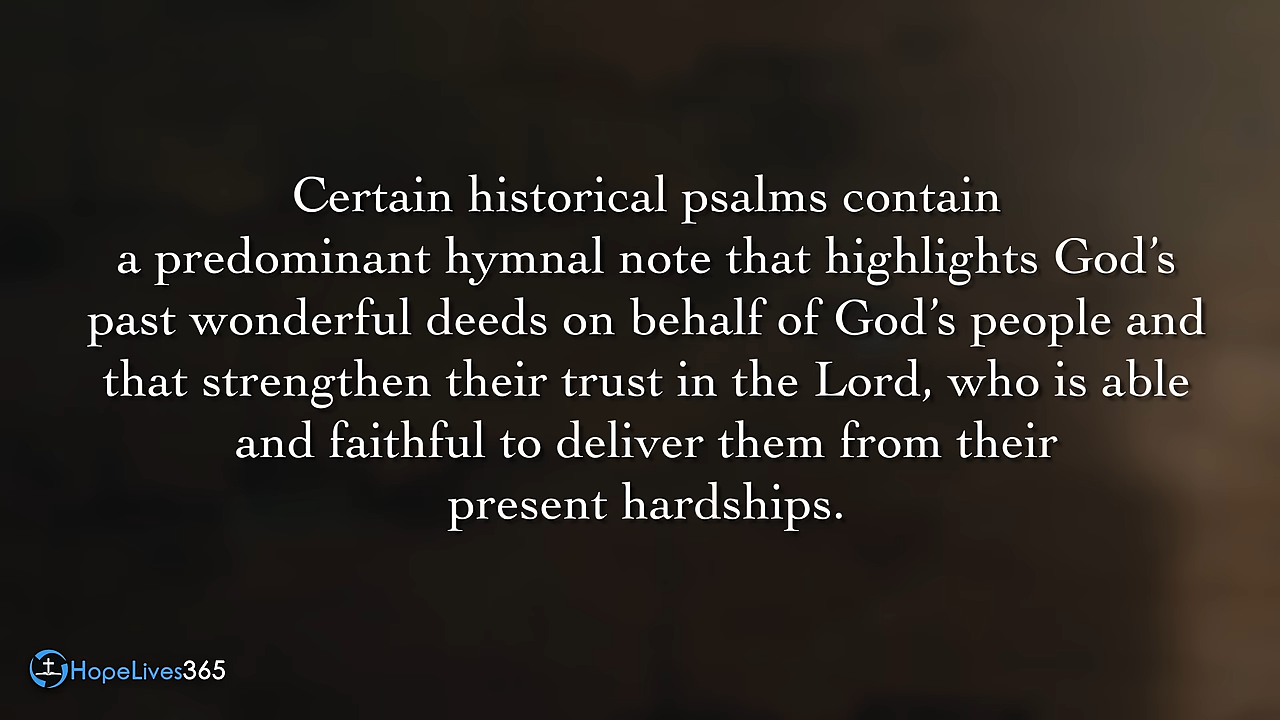 Certain historical psalms contain
a predominant hymnal note that highlights God’s
past wonderful deeds on behalf of God’s people and
that strengthen their trust in the Lord, who is able
and faithful to deliver them from their
present hardships.
HopeLives365